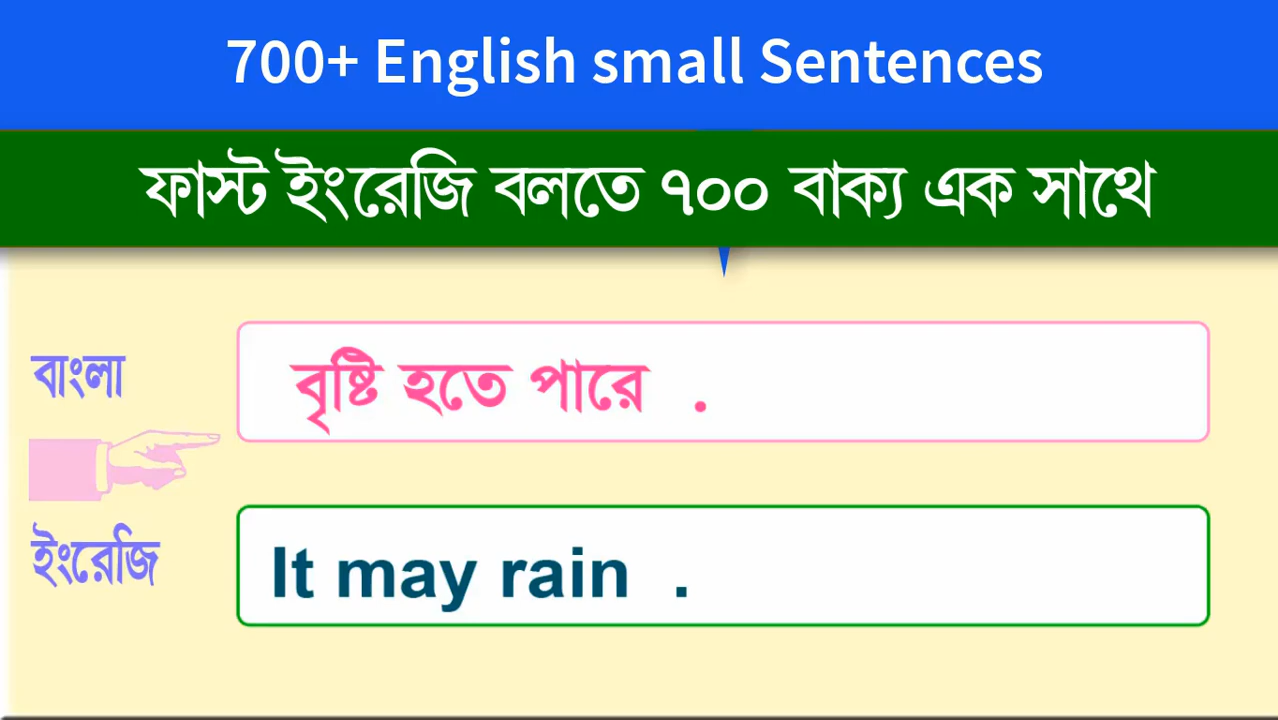 700+ English small Sentences
ফাস্ট ইংরেজি বলতে ৭০০ বাক্য এক সাথে
বাংলা
বৃষ্টি হতে পারে .
ইংরেজি
It may rain .